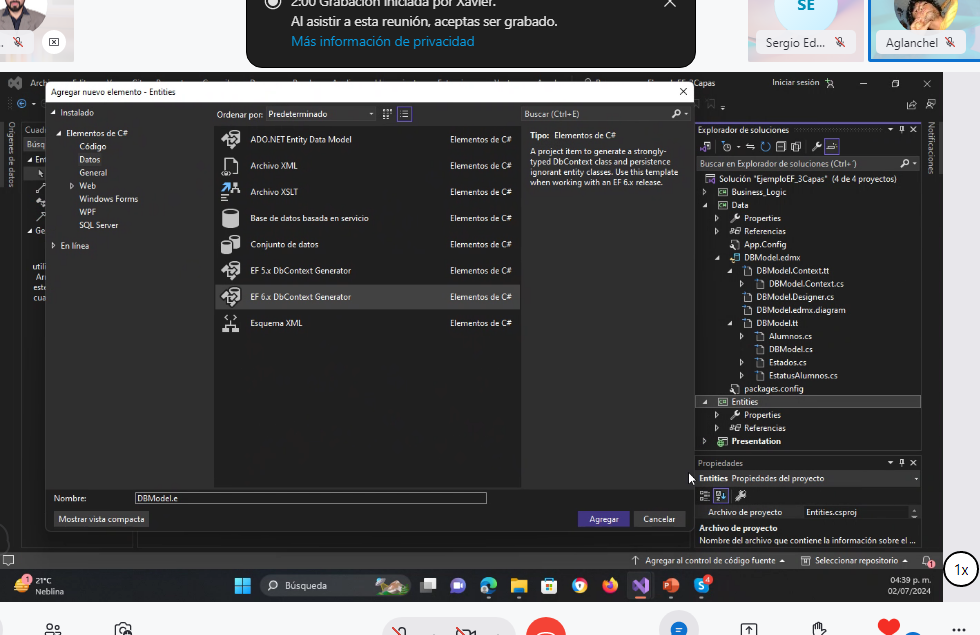 2:00 Grabación iniciada por Xavier.
Al asistir a esta reunión, aceptas ser grabado.
Más información de privacidad
SE
Sergio Ed...
Aglanchel
Iniciar sesión
Agregar nuevo elemento - Entities
Instalado
Elementos de C#
Código
Datos
General
Web
Windows Forms
WPF
SQL Server
En línea
Ordenar por: Predeterminado
Buscar (Ctrl+E)
ADO.NET Entity Data Model Elementos de C#
Archivo XML Elementos de C#
Archivo XSLT Elementos de C#
Base de datos basada en servicio Elementos de C#
Conjunto de datos Elementos de C#
EF 5.x DbContext Generator Elementos de C#
EF 6.x DbContext Generator Elementos de C#
Esquema XML Elementos de C#
Tipo: Elementos de C#
A project item to generate a strongly-
typed DbContext class and persistence
ignorant entity classes. Use this template
when working with an EF 6.x release.
Nombre: DBModel.e
Mostrar vista compacta
Agregar Cancelar
Orígenes de datos
Notificaciones
Explorador de soluciones
Buscar en Explorador de soluciones (Ctrl+´)
Solución "EjemploEF_3Capas" (4 de 4 proyectos)
Business_Logic
Data
Properties
Referencias
App.Config
DBModel.edmx
DBModel.Context.tt
DBModel.Context.cs
DBModel.Designer.cs
DBModel.edmx.diagram
DBModel.tt
Alumnos.cs
DBModel.cs
Estados.cs
EstatusAlumnos.cs
packages.config
Entities
Properties
Referencias
Presentation
Propiedades
Entities Propiedades del proyecto
Archivo de proyecto Entities.csproj
Archivo de proyecto
Nombre del archivo que contiene la información sobre el ...
Agregar al control de código fuente
Seleccionar repositorio
1
1x
1
21°C
Neblina
Búsqueda
4
04:39 p. m.
02/07/2024